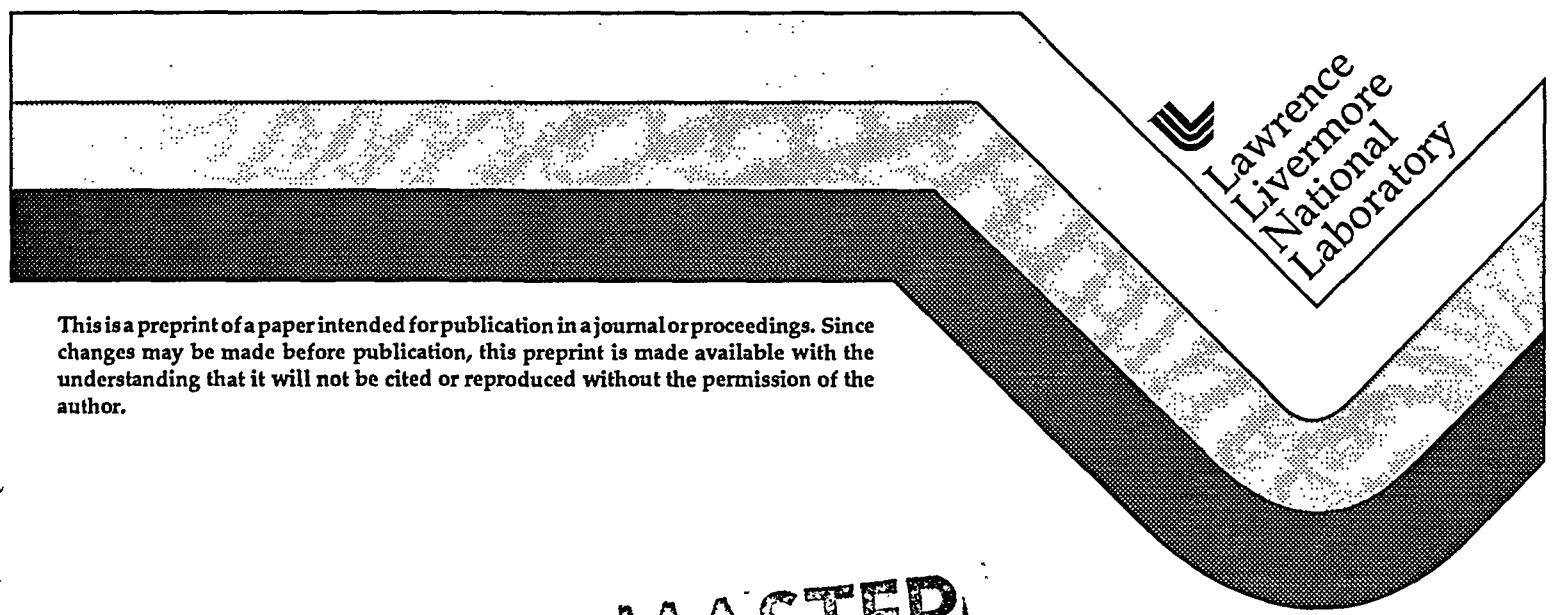 Lawrence
Livermore
National
Laboratory
This is a preprint of a paper intended for publication in a journal or proceedings. Since
changes may be made before publication, this preprint is made available with the
understanding that it will not be cited or reproduced without the permission of the
author.
MASTER